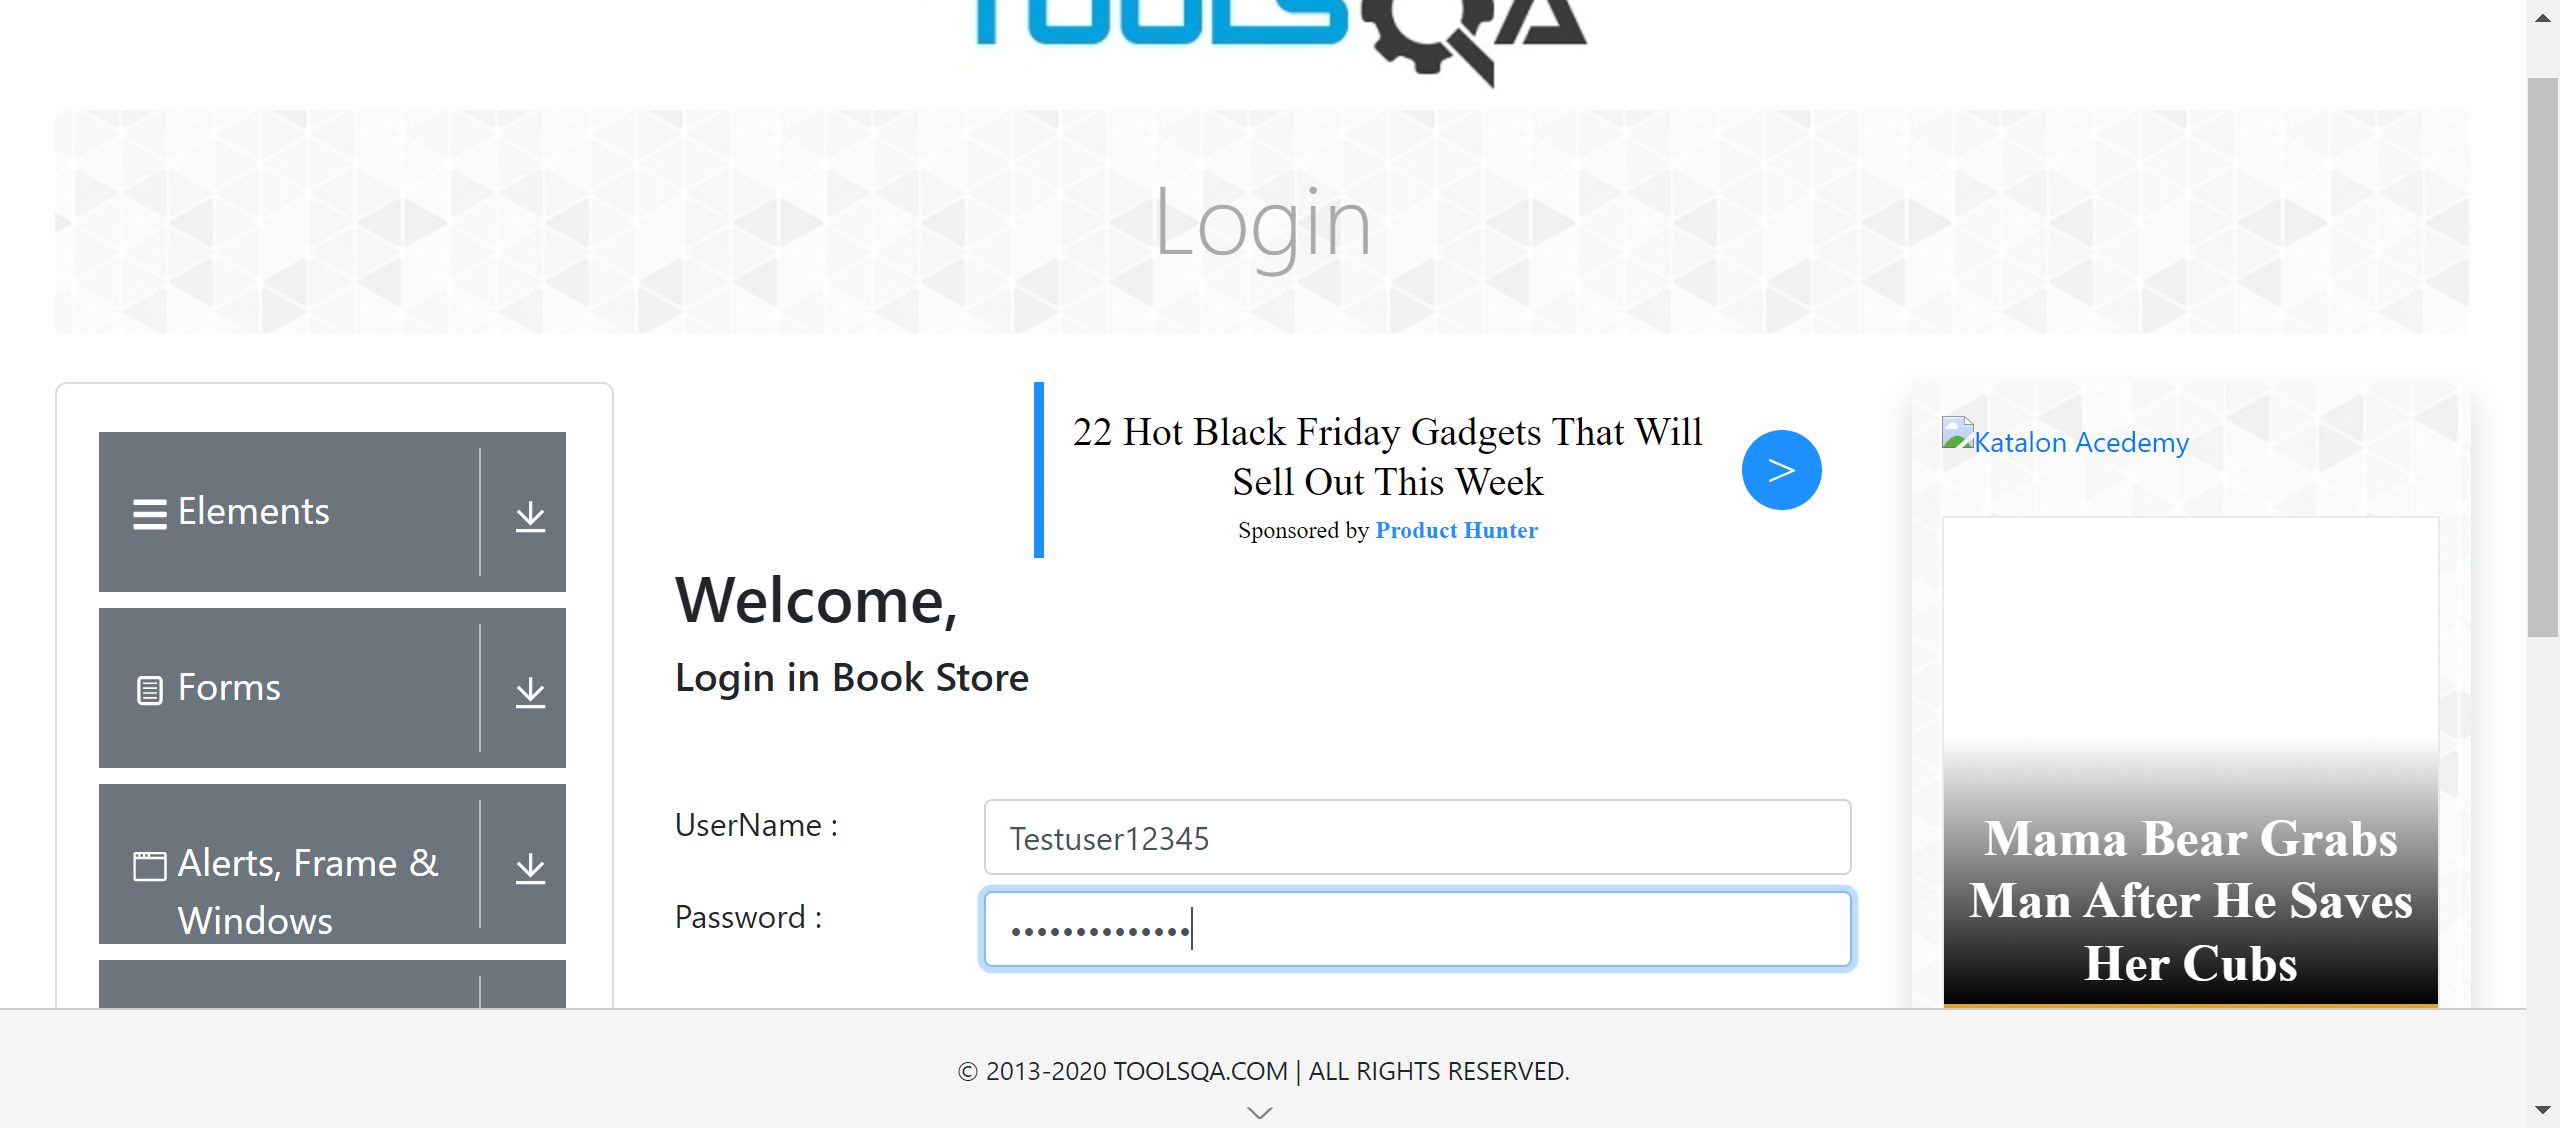 TOOLSQA
Login
Elements
Forms
Alerts, Frame &
Windows
22 Hot Black Friday Gadgets That Will
Sell Out This Week
Sponsored by Product Hunter
>
Welcome,
Login in Book Store
UserName :
Testuser12345
Password :
••••••••••••••
Katalon Acedemy
Mama Bear Grabs
Man After He Saves
Her Cubs
© 2013-2020 TOOLSQA.COM | ALL RIGHTS RESERVED.